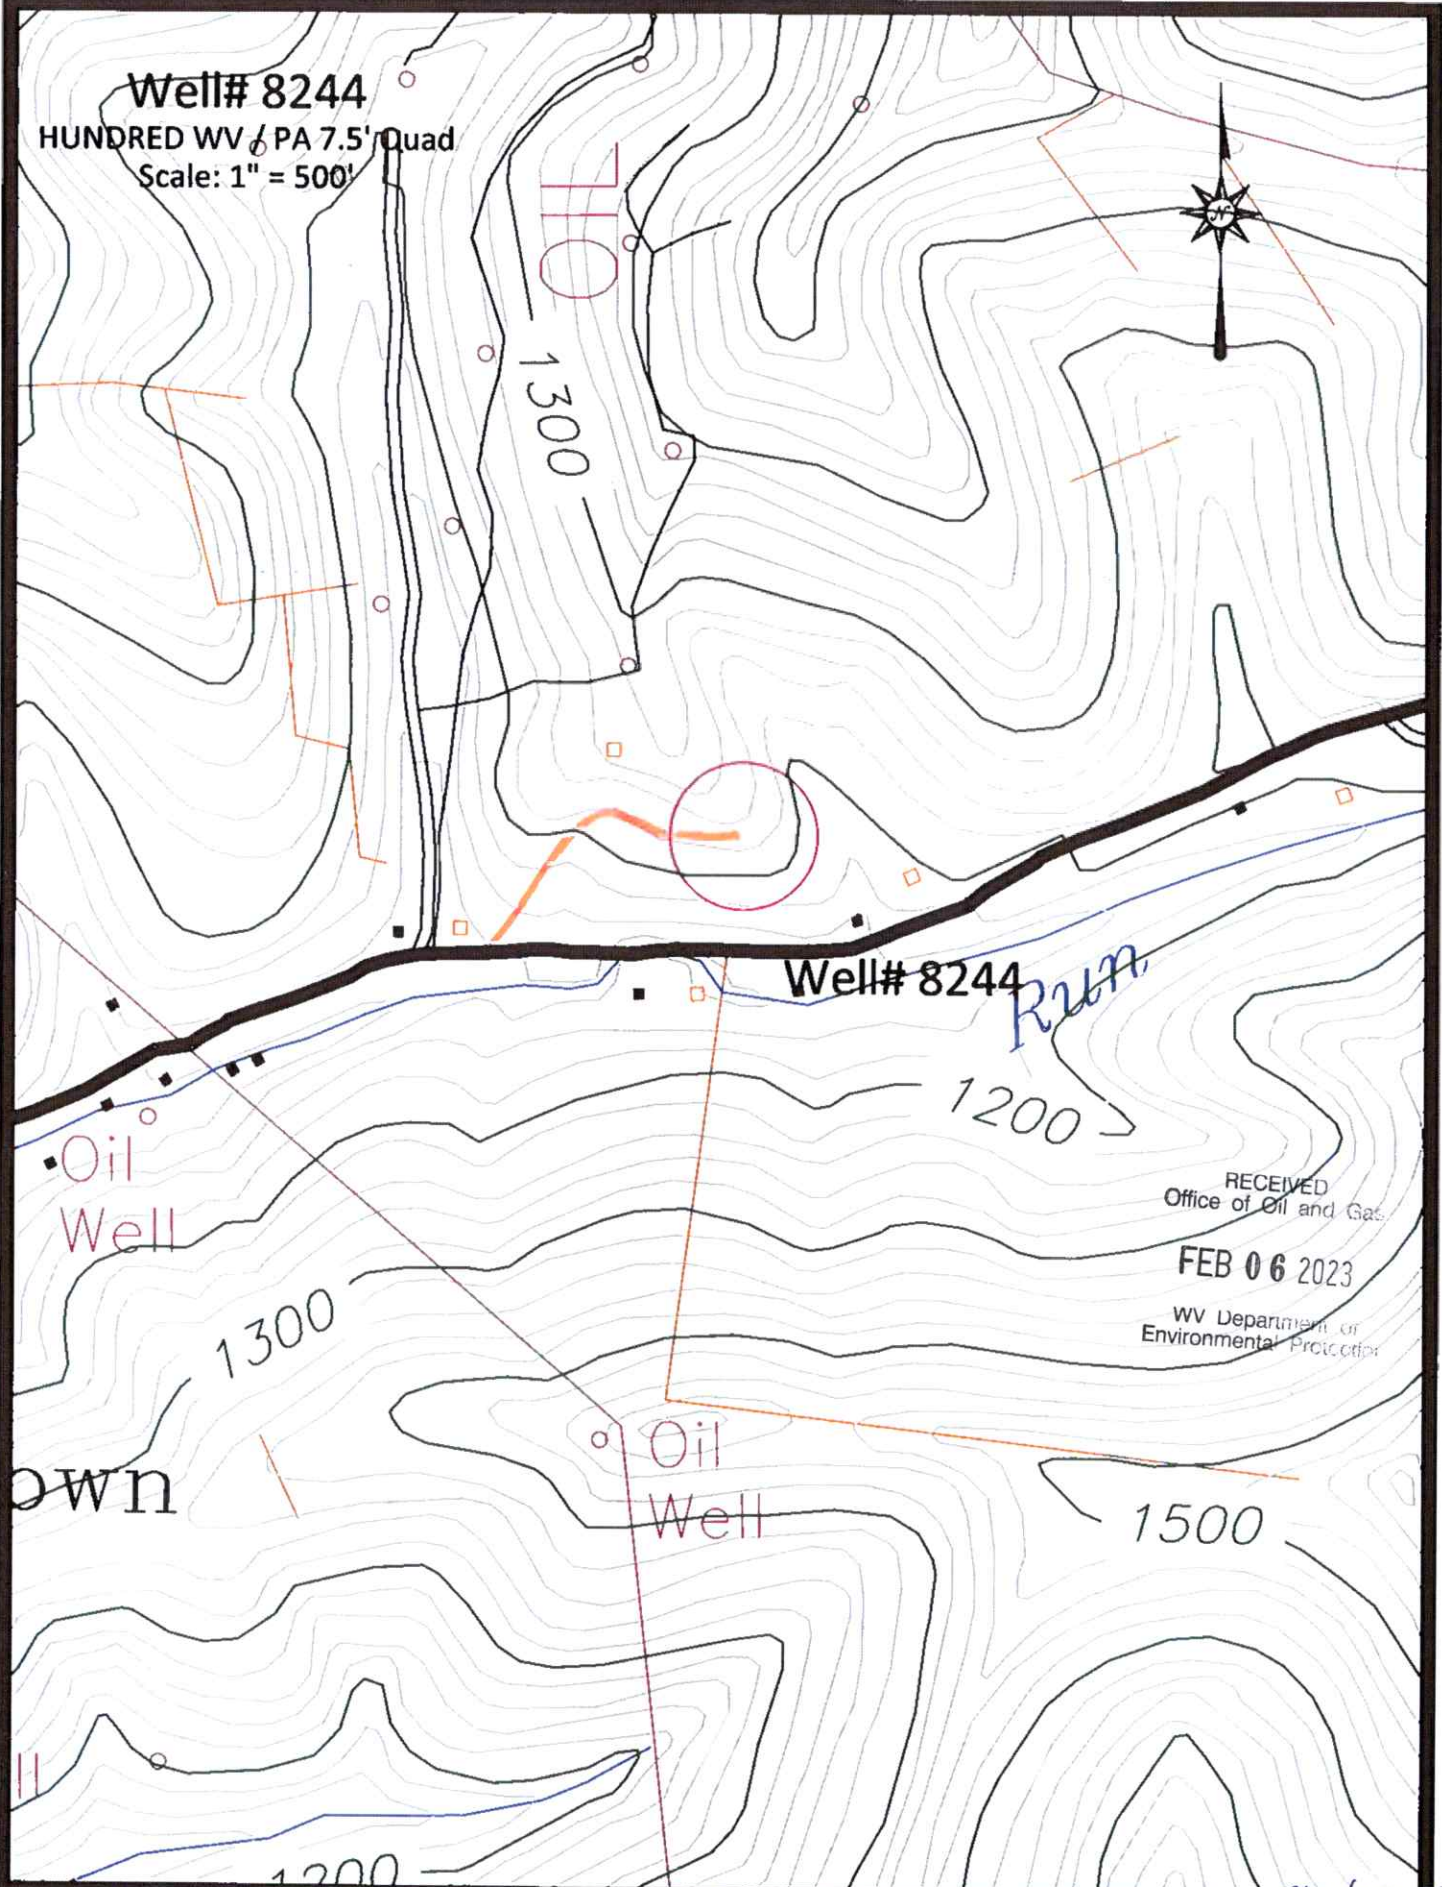 Well# 8244
HUNDRED WV / PA 7.5' Quad
Scale: 1" = 500'
OIL
N
1300
Well# 8244
Run
1200
Oil
Well
RECEIVED
Office of Oil and Gas
FEB 06 2023
WV Department of
Environmental Protection
1300
Oil
Well
own
1500
ll
1200